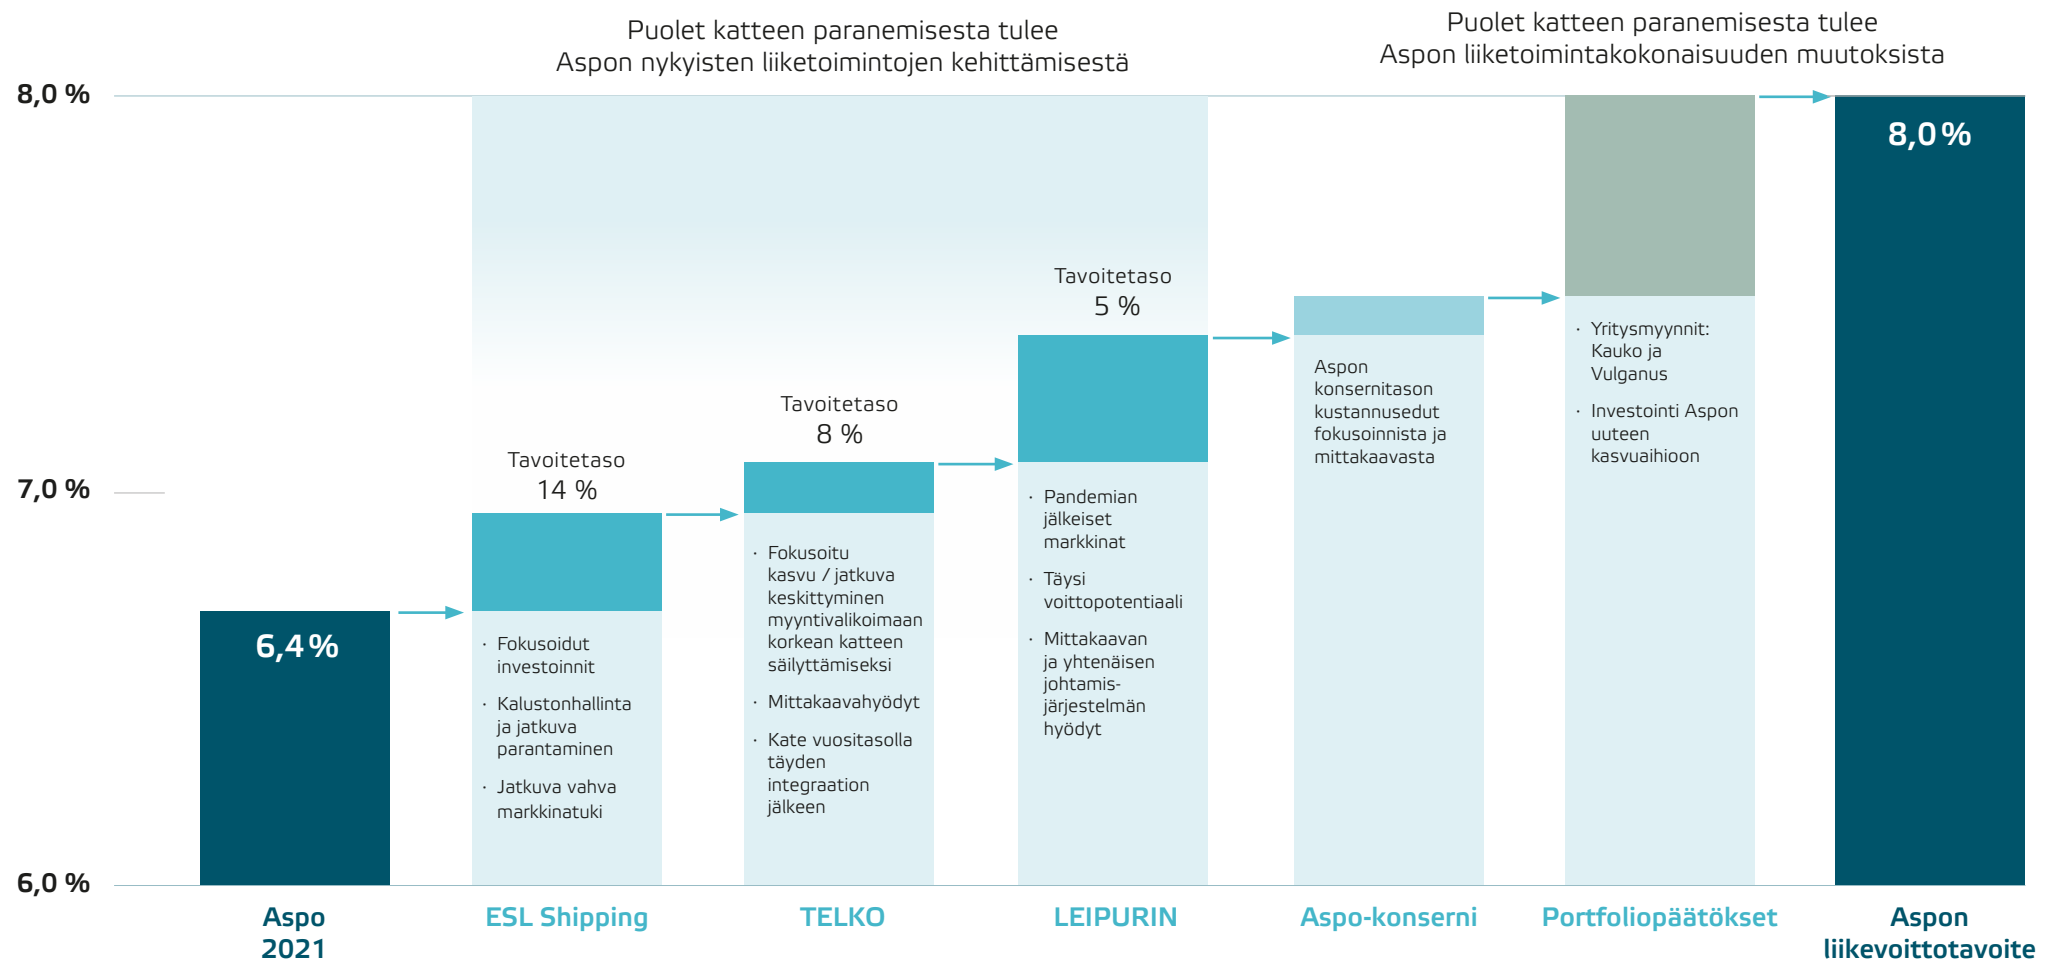 Puolet katteen paranemisesta tulee
Aspon nykyisten liiketoimintojen kehittämisestä
Puolet katteen paranemisesta tulee
Aspon liiketoimintakokonaisuuden muutoksista
8,0 %
7,0 %
6,0 %
6,4 %
Tavoitetaso
14 %
· Fokusoidut
investoinnit
· Kalustonhallinta
ja jatkuva
parantaminen
· Jatkuva vahva
markkinatuki
Tavoitetaso
8 %
· Fokusoitu
kasvu / jatkuva
keskittyminen
myyntivalikoimaan
korkean katteen
säilyttämiseksi
· Mittakaavahyödyt
· Kate vuositasolla
täyden
integraation
jälkeen
Tavoitetaso
5 %
· Pandemian
jälkeiset
markkinat
· Täysi
voittopotentiaali
· Mittakaavan
ja yhtenäisen
johtamis-
järjestelmän
hyödyt
Aspon
konsernitason
kustannusedut
fokusoinnista ja
mittakaavasta
· Yritysmyynnit:
Kauko ja
Vulganus
· Investointi Aspon
uuteen
kasvuaihioon
8,0 %
Aspo
2021
ESL Shipping
TELKO
LEIPURIN
Aspo-konserni
Portfoliopäätökset
Aspon
liikevoittotavoite